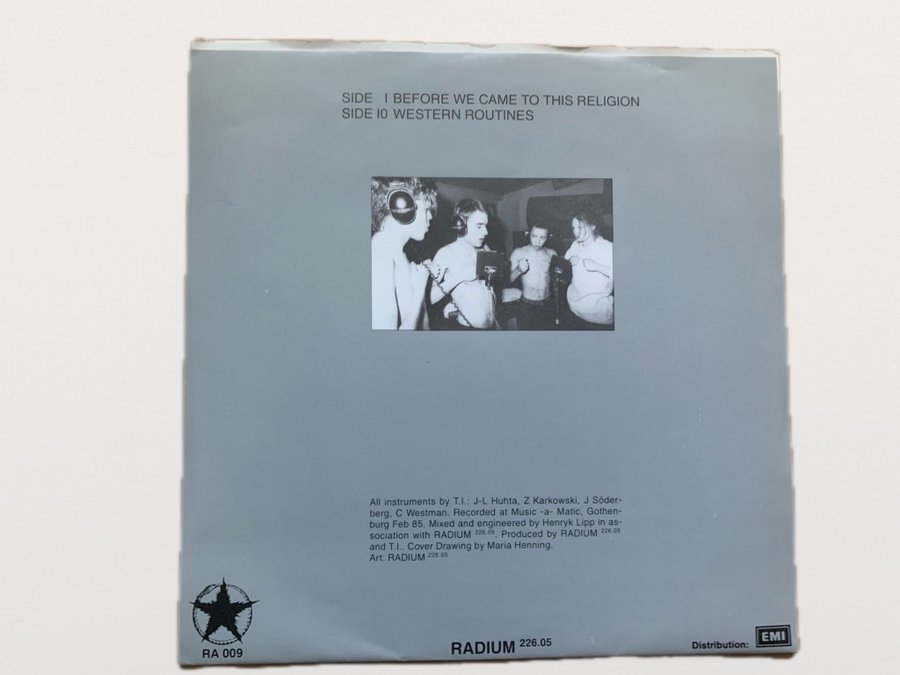 SIDE I BEFORE WE CAME TO THIS RELIGION
SIDE I0 WESTERN ROUTINES
All instruments by T.I.: J-L Huhta, Z Karkowski, J Söder-
berg, C Westman. Recorded at Music -a- Matic, Gothen-
burg Feb 85. Mixed and engineered by Henryk Lipp in as-
sociation with RADIUM 226.05. Produced by RADIUM 226.05
and T.I.. Cover Drawing by Maria Henning.
Art: RADIUM 226.05
RA 009
RADIUM 226.05
Distribution: EMI